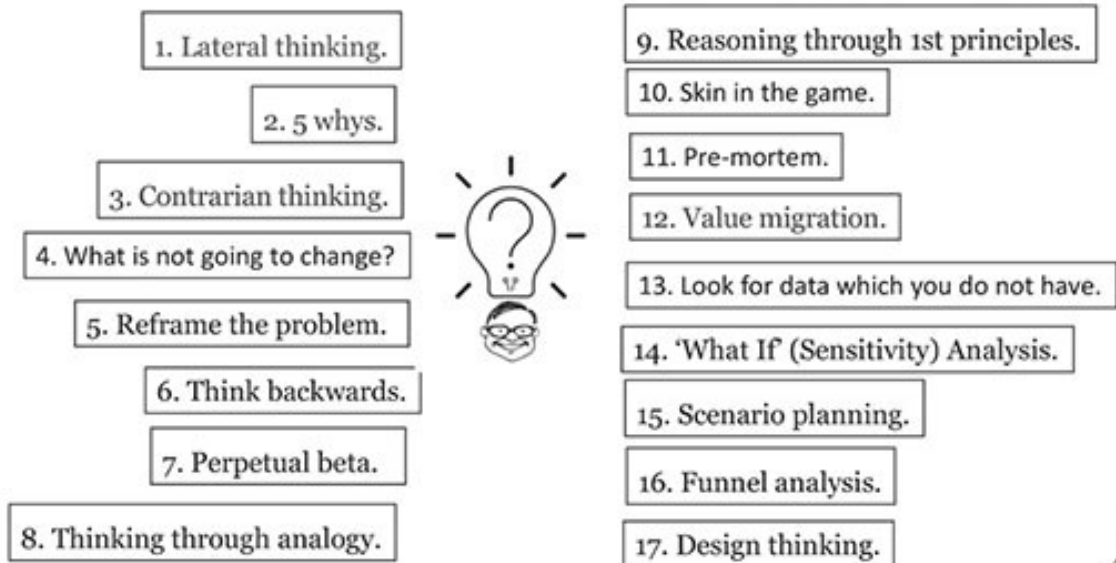 1. Lateral thinking.
2. 5 whys.
3. Contrarian thinking.
4. What is not going to change?
5. Reframe the problem.
6. Think backwards.
7. Perpetual beta.
8. Thinking through analogy.
?
9. Reasoning through 1st principles.
10. Skin in the game.
11. Pre-mortem.
12. Value migration.
13. Look for data which you do not have.
14. ‘What If’ (Sensitivity) Analysis.
15. Scenario planning.
16. Funnel analysis.
17. Design thinking.